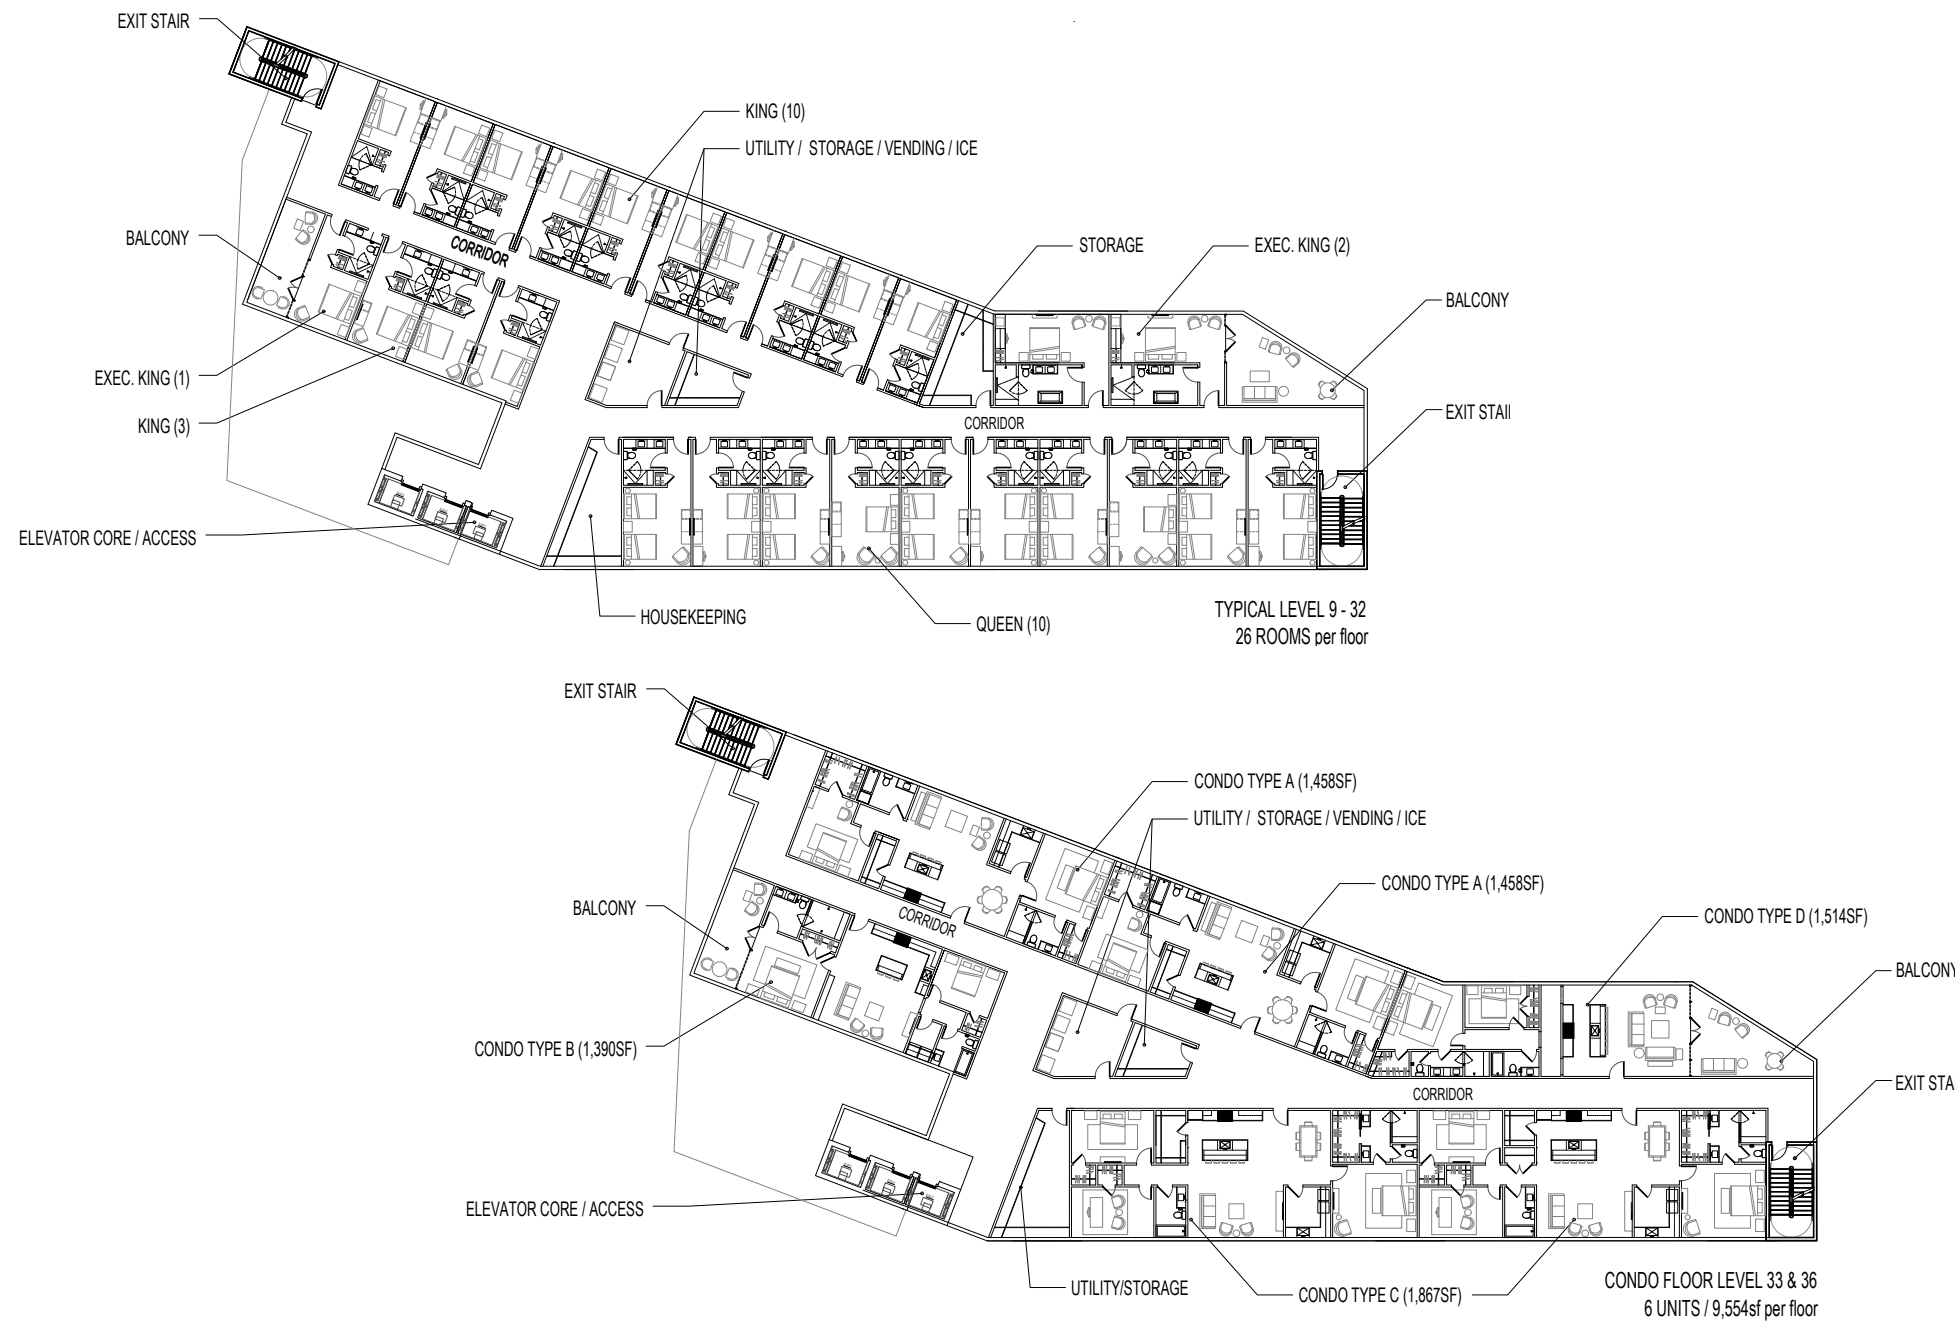 EXIT STAIR
KING (10)
UTILITY / STORAGE / VENDING / ICE
BALCONY
CORRIDOR
STORAGE
EXEC. KING (2)
BALCONY
EXEC. KING (1)
KING (3)
CORRIDOR
EXIT STAI
ELEVATOR CORE / ACCESS
HOUSEKEEPING
QUEEN (10)
TYPICAL LEVEL 9 - 32
26 ROOMS per floor
EXIT STAIR
CONDO TYPE A (1,458SF)
UTILITY / STORAGE / VENDING / ICE
CONDO TYPE A (1,458SF)
BALCONY
CORRIDOR
CONDO TYPE D (1,514SF)
BALCONY
CONDO TYPE B (1,390SF)
CORRIDOR
EXIT STA
ELEVATOR CORE / ACCESS
UTILITY/STORAGE
CONDO TYPE C (1,867SF)
CONDO FLOOR LEVEL 33 & 36
6 UNITS / 9,554sf per floor